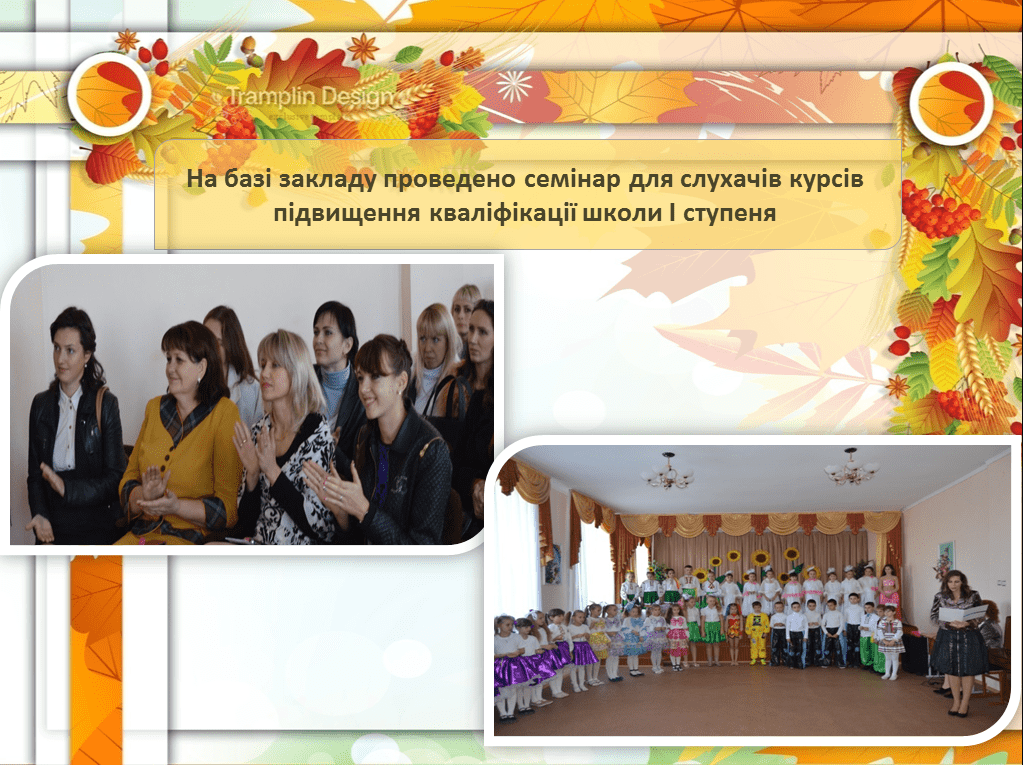 Tramplin Design
На базі закладу проведено семінар для слухачів курсів
підвищення кваліфікації школи І ступеня